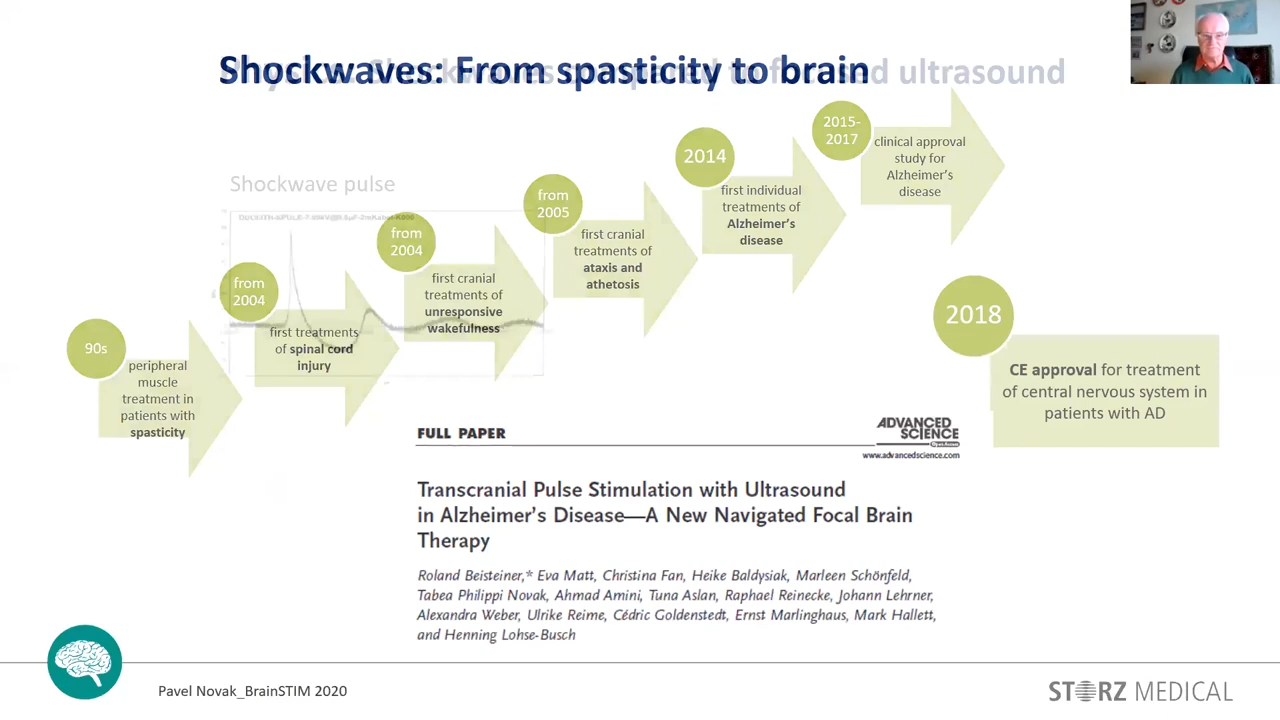 Shockwaves: From spasticity to brain
focused ultrasound
Shockwave pulse
90s
peripheral
muscle
treatment in
patients with
spasticity
from
2004
first treatments
of spinal cord
injury
from
2004
first cranial
treatments of
unresponsive
wakefulness
from
2005
first cranial
treatments of
ataxis and
athetosis
2014
first individual
treatments of
Alzheimer's
disease
2015-
2017
clinical approval
study for
Alzheimer's
disease
2018
CE approval for treatment
of central nervous system in
patients with AD
FULL PAPER
ADVANCED
SCIENCE
Open Access
www.advancedscience.com
Transcranial Pulse Stimulation with Ultrasound
in Alzheimer's Disease—A New Navigated Focal Brain
Therapy
Roland Beisteiner,* Eva Matt, Christina Fan, Heike Baldysiak, Marleen Schönfeld,
Tabea Philippi Novak, Ahmad Amini, Tuna Aslan, Raphael Reinecke, Johann Lehrner,
Alexandra Weber, Ulrike Reime, Cédric Goldenstedt, Ernst Marlinghaus, Mark Hallett,
and Henning Lohse-Busch
Pavel Novak_BrainSTIM 2020
STORZ MEDICAL